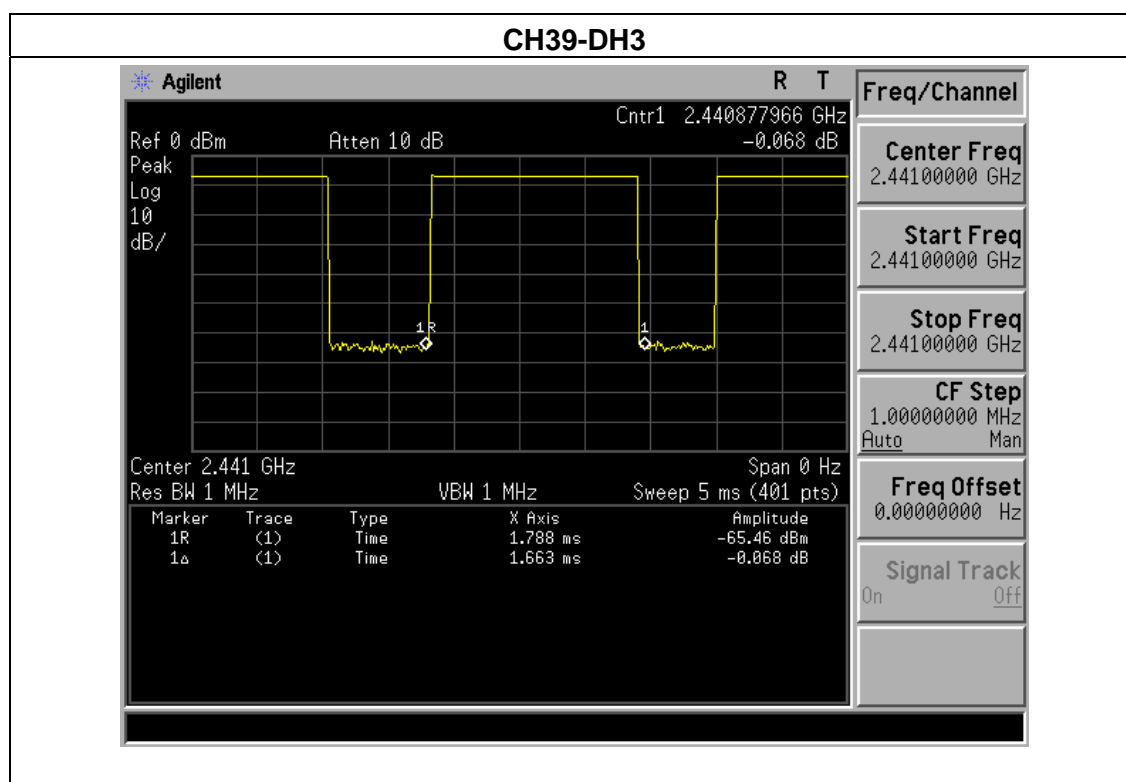 CH39-DH3
Agilent R T
Cntr1 2.440877966 GHz
Ref 0 dBm Atten 10 dB -0.068 dB
Peak
Log
10
dB/
1R
1
Center 2.441 GHz Span 0 Hz
Res BW 1 MHz VBW 1 MHz Sweep 5 ms (401 pts)
Marker Trace Type X Axis Amplitude
1R (1) Time 1.788 ms -65.46 dBm
1Δ (1) Time 1.663 ms -0.068 dB
Freq/Channel
Center Freq
2.44100000 GHz
Start Freq
2.44100000 GHz
Stop Freq
2.44100000 GHz
CF Step
1.00000000 MHz
Auto Man
Freq Offset
0.00000000 Hz
Signal Track
On Off